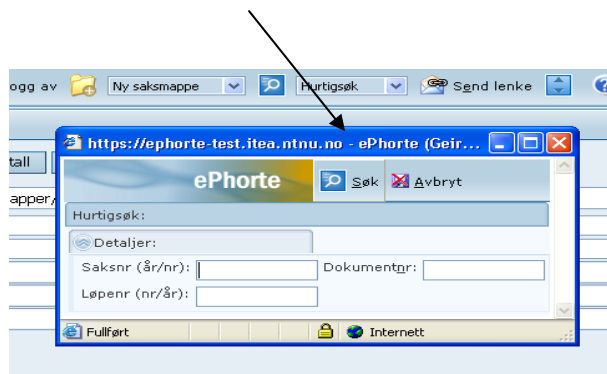 ogg av Ny saksmappe Hurtigsøk Send lenke
https://ephorte-test.itea.ntnu.no - ePhorte (Geir...
tall
ePhorte Søk Avbryt
apper/
Hurtigsøk:
Detaljer:
Saksnr (år/nr): Dokumentnr:
Løpenr (nr/år):
Fullført Internett